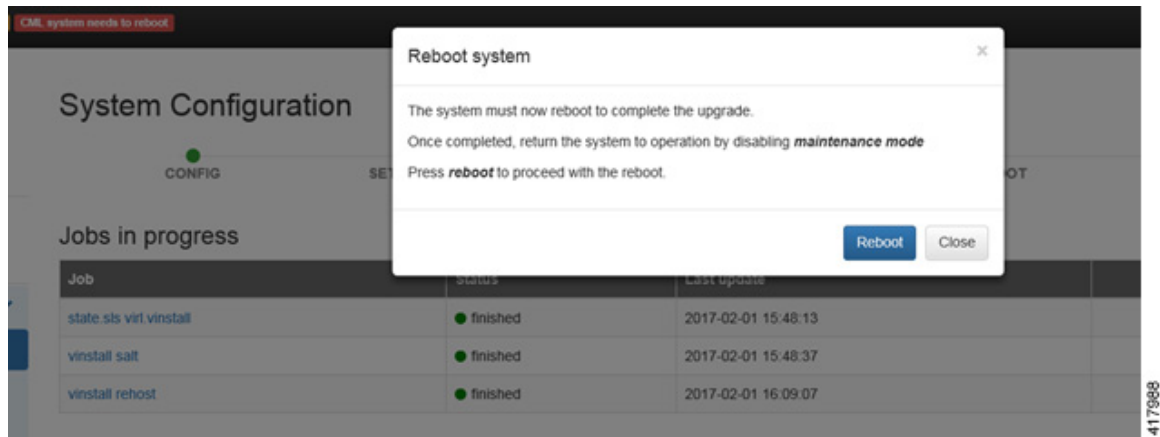 CML system needs to reboot
Reboot system ×
System Configuration
The system must now reboot to complete the upgrade.
Once completed, return the system to operation by disabling maintenance mode
CONFIG SET OT
Press reboot to proceed with the reboot.
Jobs in progress
Reboot Close
Job Status Last update
state.sls virl.vinstall finished 2017-02-01 15:48:13
vinstall salt finished 2017-02-01 15:48:37
vinstall rehost finished 2017-02-01 16:09:07
417988